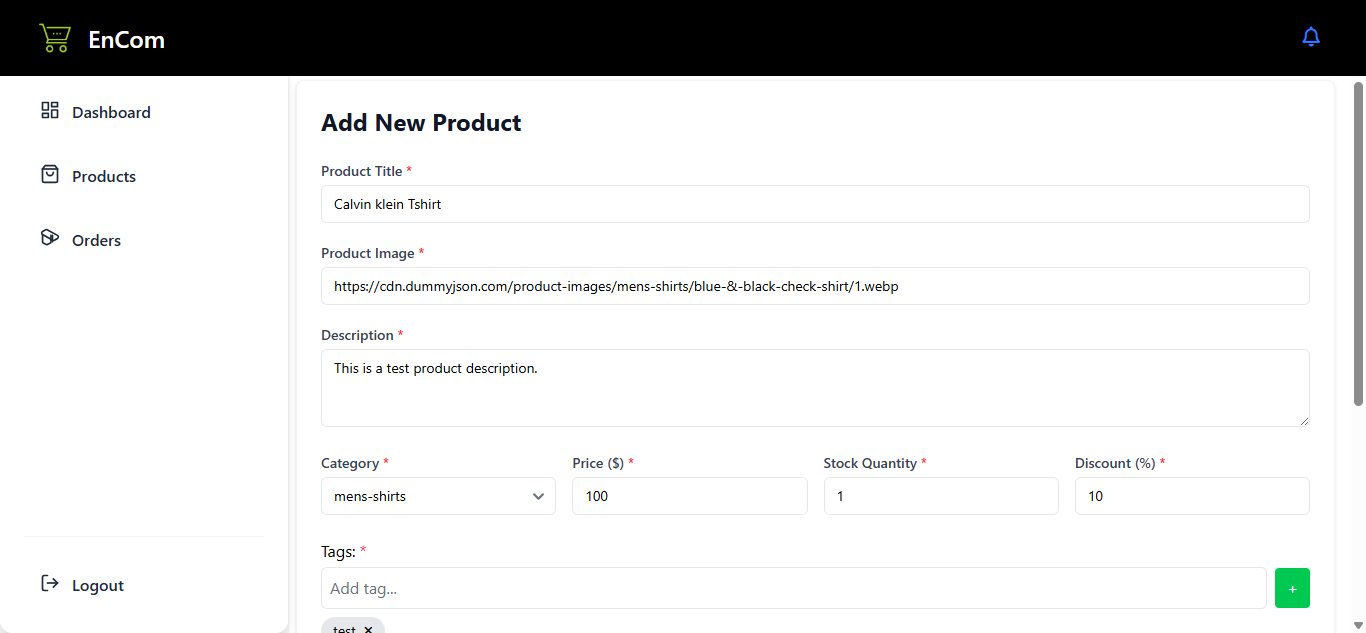 EnCom
Dashboard
Products
Orders
Logout
Add New Product
Product Title *
Calvin klein Tshirt
Product Image *
https://cdn.dummyjson.com/product-images/mens-shirts/blue-&-black-check-shirt/1.webp
Description *
This is a test product description.
Category * Price ($) * Stock Quantity * Discount (%) *
mens-shirts 100 1 10
Tags: *
Add tag... +
test ×